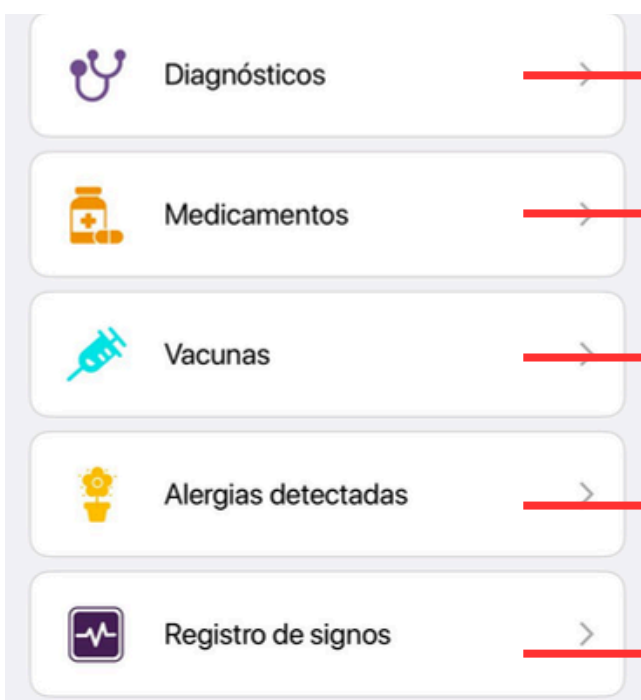 Diagnósticos
Medicamentos
Vacunas
Alergias detectadas
Registro de signos